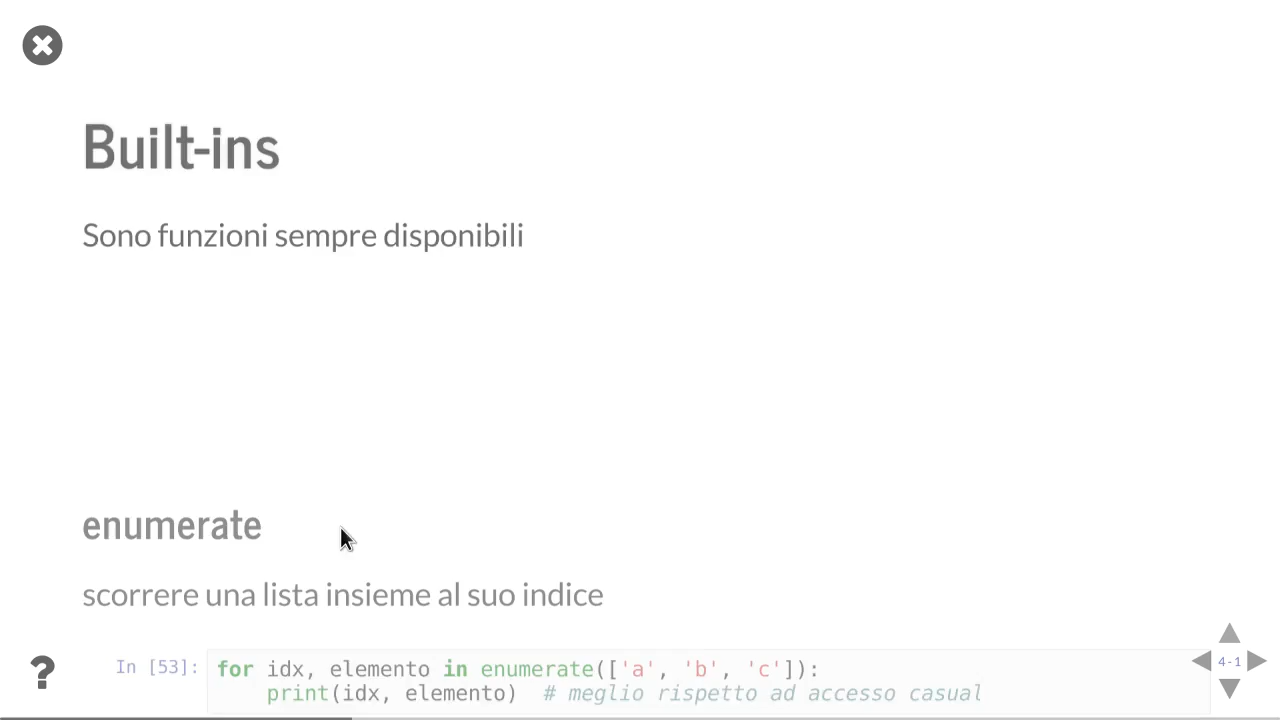 Built-ins
Sono funzioni sempre disponibili
enumerate
scorrere una lista insieme al suo indice
In [53]: for idx, elemento in enumerate(['a', 'b', 'c']):
print(idx, elemento)  # meglio rispetto ad accesso casual
?
4-1